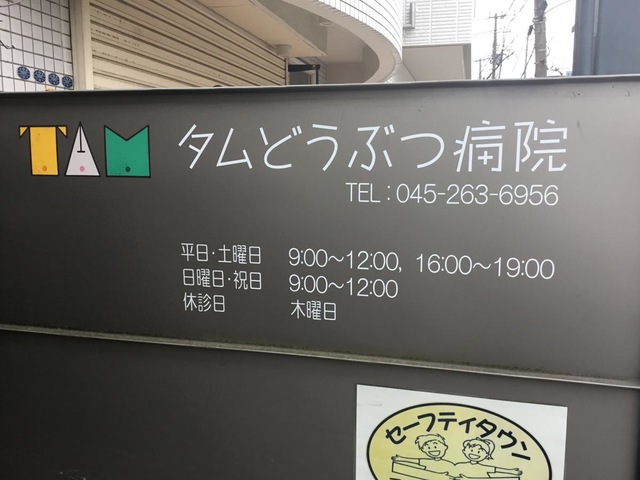 TAM タムどうぶつ病院
TEL : 045-263-6956
平日・土曜日 9:00～12:00, 16:00～19:00
日曜日・祝日 9:00～12:00
休診日 木曜日
セーフティタウン